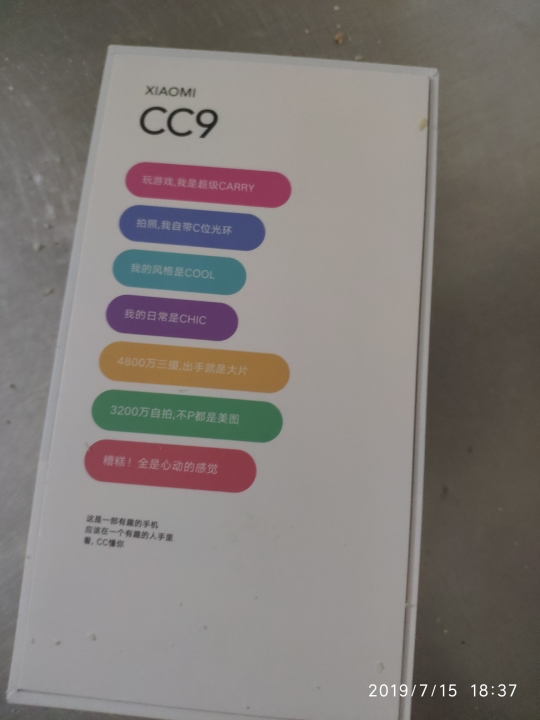 XIAOMI
CC9
玩游戏,我是超级CARRY
拍照,我自带C位光环
我的风格是COOL
我的日常是CHIC
4800万三摄,出手就是大片
3200万自拍,不P都是美图
糟糕！全是心动的感觉
这是一部有趣的手机
应该在一个有趣的人手里
看, CC懂你
2019/7/15 18:37